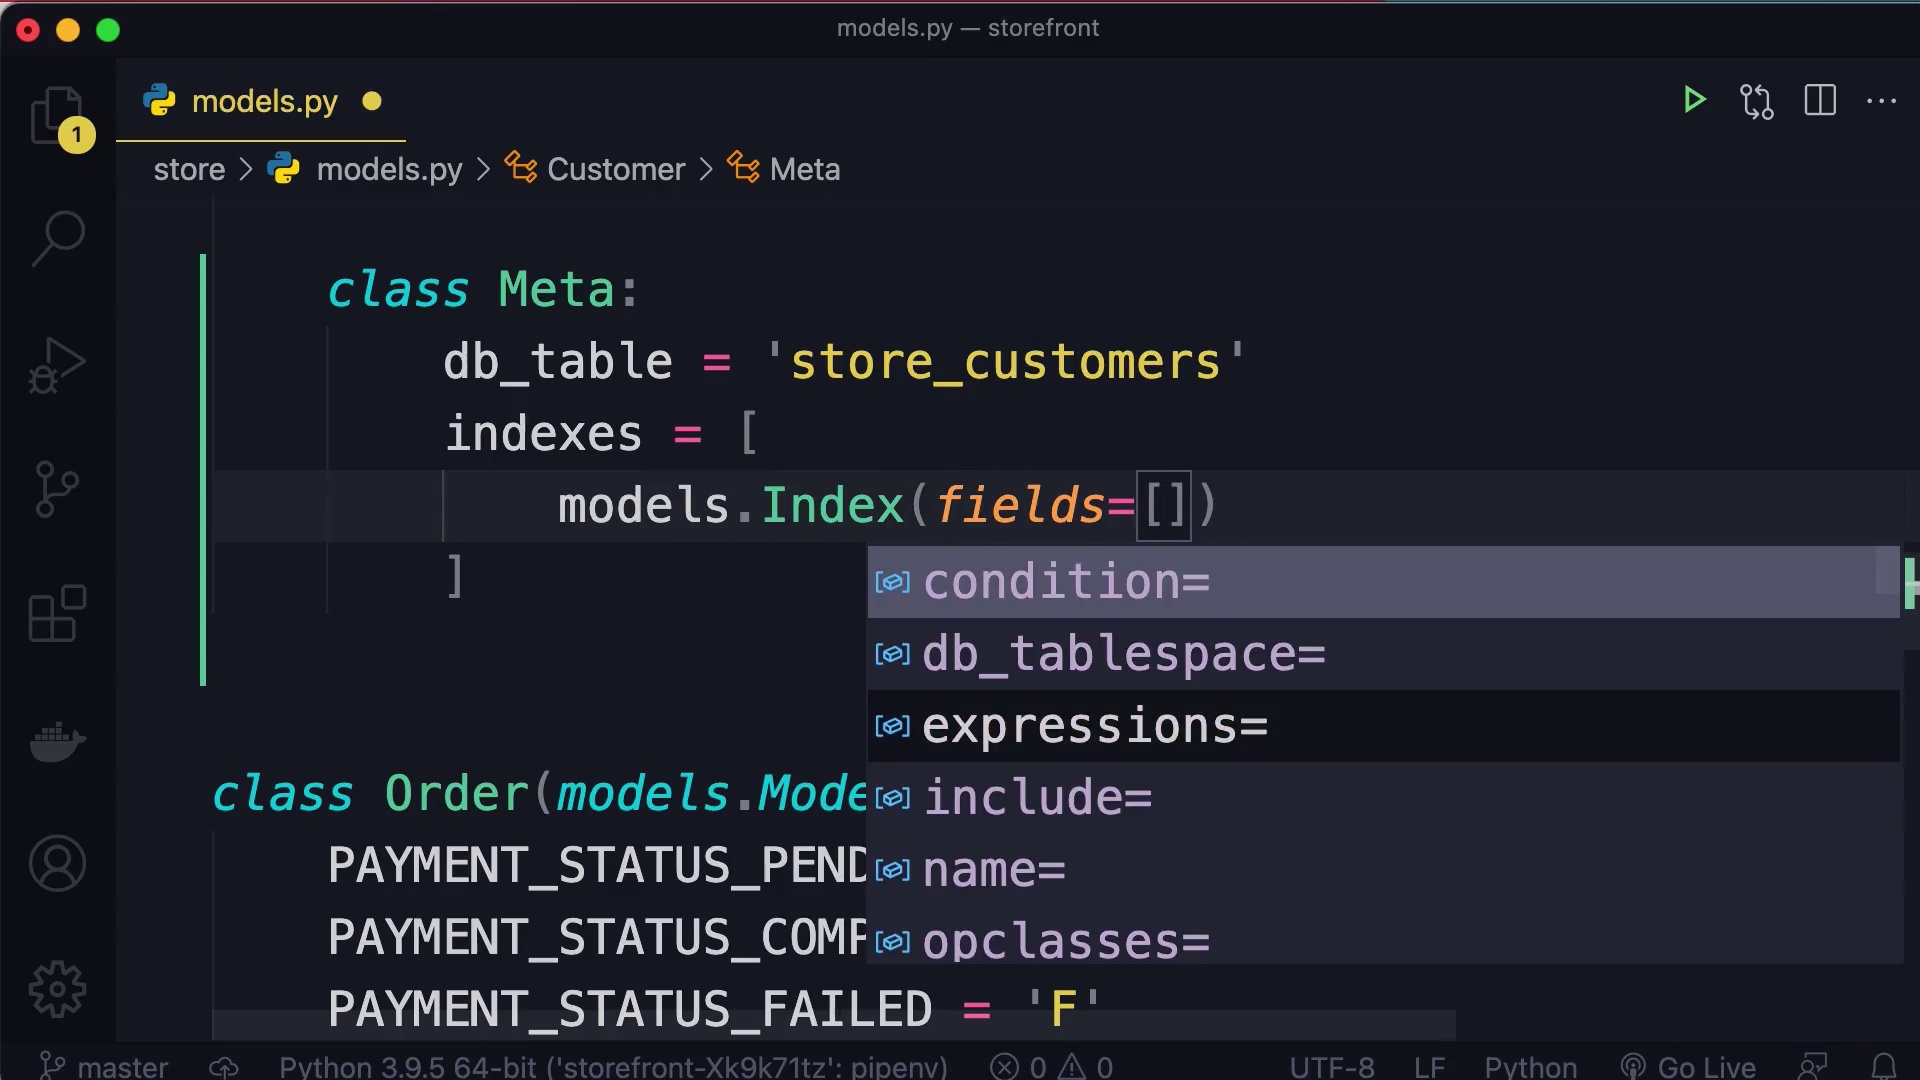 models.py — storefront
models.py
1
store > models.py > Customer > Meta
class Meta:
db_table = 'store_customers'
indexes = [
models.Index(fields=[])
]
condition=
db_tablespace=
expressions=
include=
name=
opclasses=
class Order(models.Mode
PAYMENT_STATUS_PEND
PAYMENT_STATUS_COMP
PAYMENT_STATUS_FAILED = 'F'
master Python 3.9.5 64-bit ('storefront-Xk9k71tz': pipenv) 0 0 UTF-8 LF Python Go Live